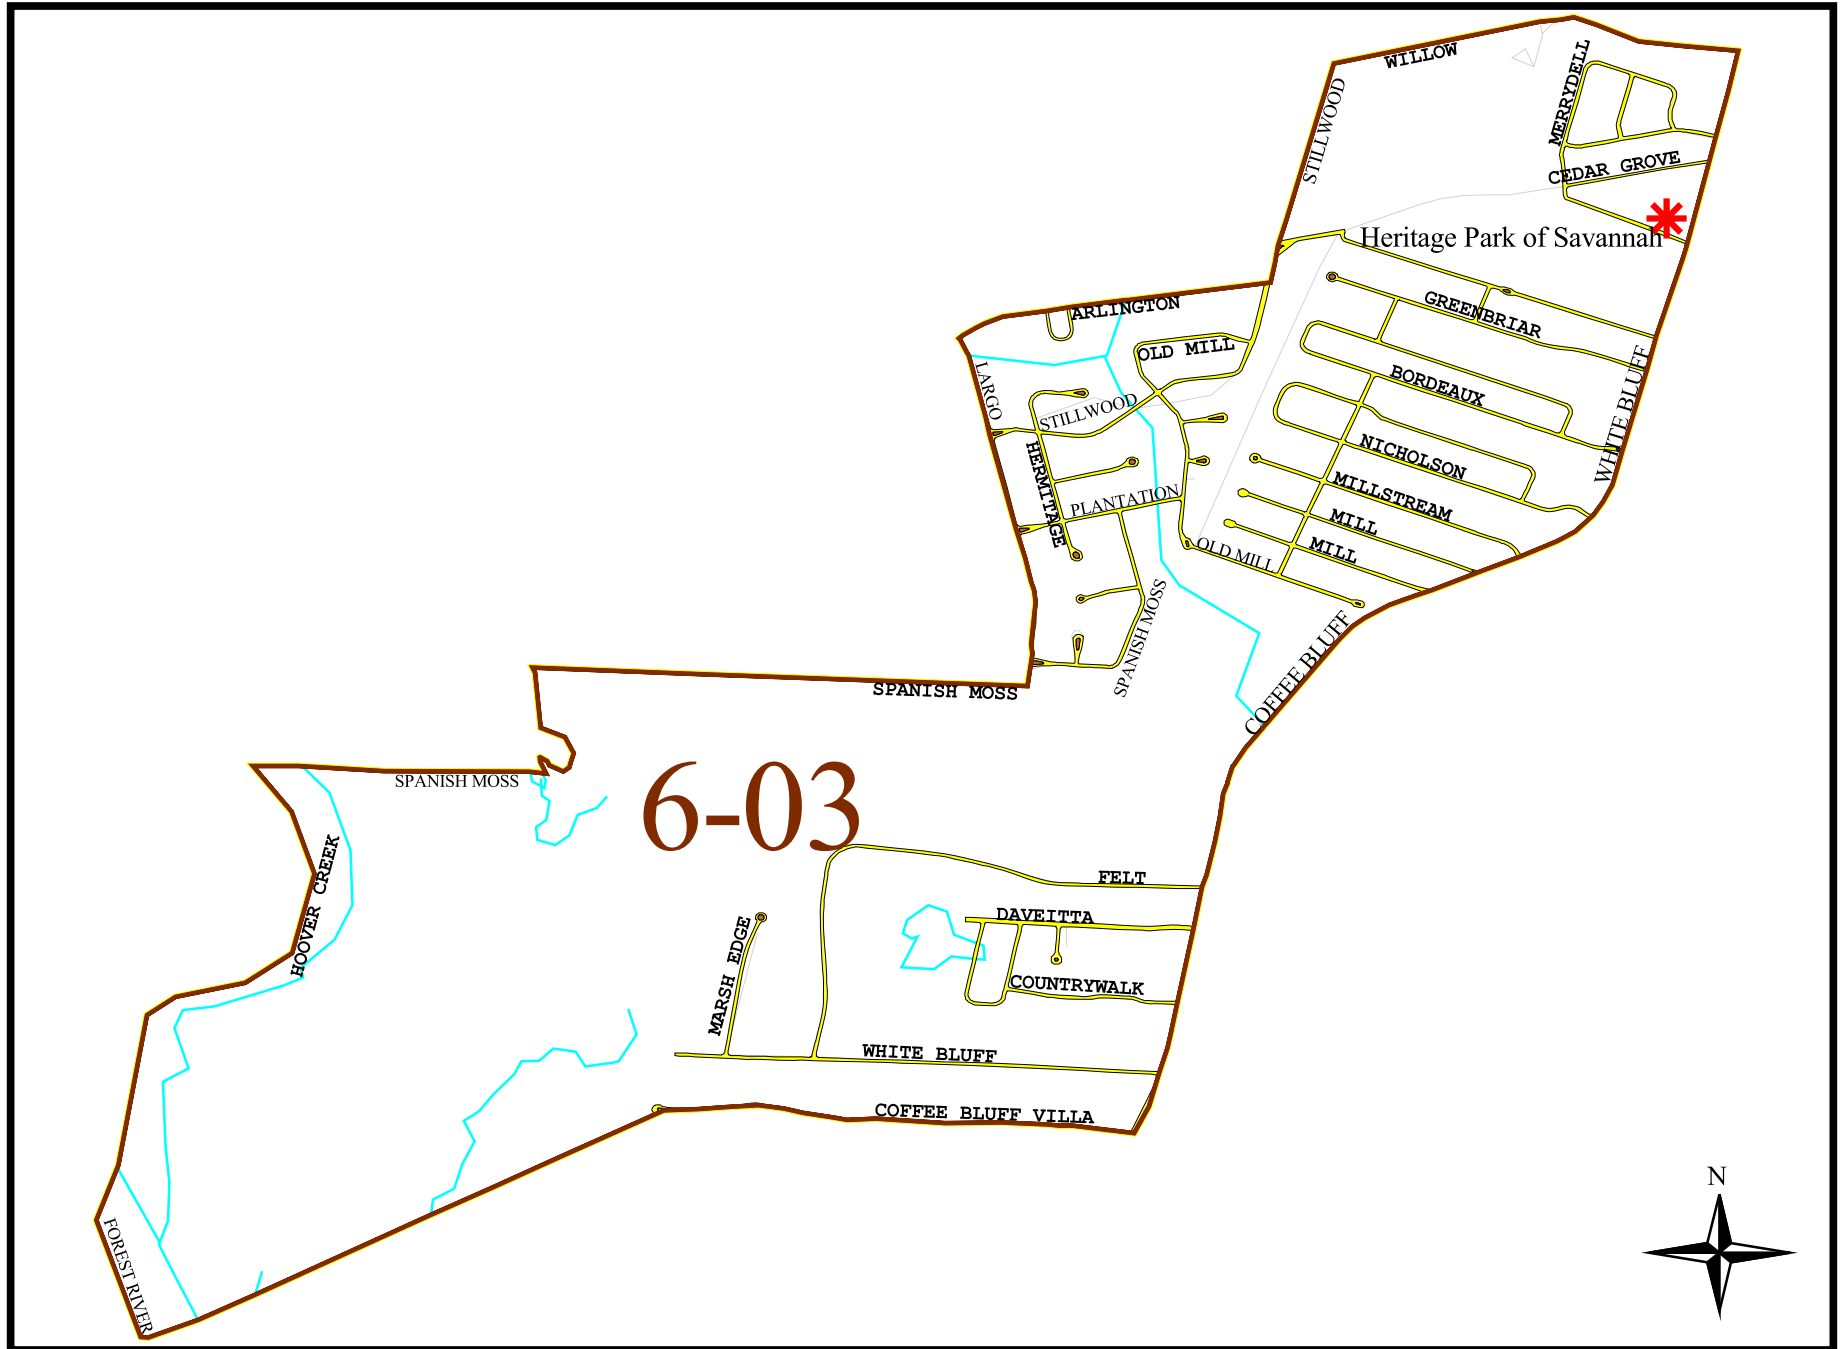 WILLOW
MERRYDELL
STILLWOOD
CEDAR GROVE
Heritage Park of Savannah
GREENBRIAR
ARLINGTON
OLD MILL
LARGO
BORDEAUX
WHITE BLUFF
STILLWOOD
HERMITAGE
NICHOLSON
MILLSTREAM
PLANTATION
MILL
MILL
OLD MILL
SPANISH MOSS
COFFEE BLUFF
SPANISH MOSS
SPANISH MOSS
6-03
HOOVER CREEK
FELT
DAVEITTA
MARSH EDGE
COUNTRYWALK
WHITE BLUFF
COFFEE BLUFF VILLA
N
FOREST RIVER